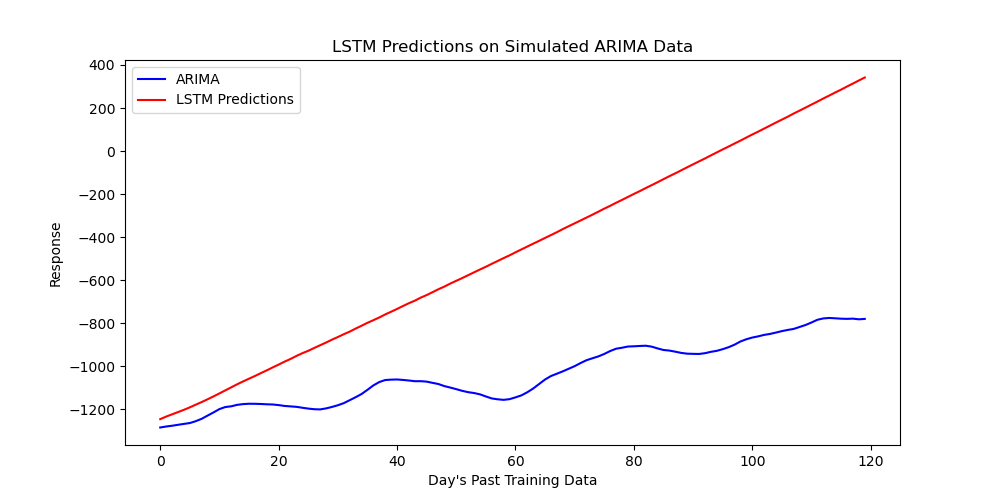 LSTM Predictions on Simulated ARIMA Data
ARIMA
LSTM Predictions
Response
400
200
0
−200
−400
−600
−800
−1000
−1200
0 20 40 60 80 100 120
Day's Past Training Data